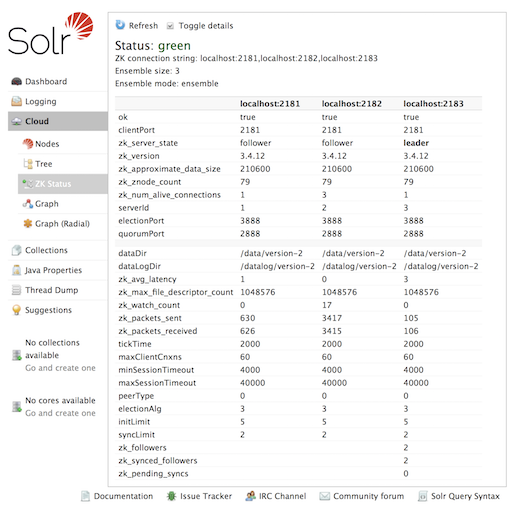 Solr
Dashboard
Logging
Cloud
Nodes
Tree
ZK Status
Graph
Graph (Radial)
Collections
Java Properties
Thread Dump
Suggestions
No collections
available
Go and create one
No cores available
Go and create one
Refresh Toggle details
Status: green
ZK connection string: localhost:2181,localhost:2182,localhost:2183
Ensemble size: 3
Ensemble mode: ensemble
localhost:2181 localhost:2182 localhost:2183
ok true true true
clientPort 2181 2181 2181
zk_server_state follower follower leader
zk_version 3.4.12 3.4.12 3.4.12
zk_approximate_data_size 210600 210600 210600
zk_znode_count 79 79 79
zk_num_alive_connections 1 3 1
serverId 1 2 3
electionPort 3888 3888 3888
quorumPort 2888 2888 2888
dataDir /data/version-2 /data/version-2 /data/version-2
dataLogDir /datalog/version-2 /datalog/version-2 /datalog/version-2
zk_avg_latency 1 0 3
zk_max_file_descriptor_count 1048576 1048576 1048576
zk_watch_count 0 17 0
zk_packets_sent 630 3417 105
zk_packets_received 626 3415 106
tickTime 2000 2000 2000
maxClientCnxns 60 60 60
minSessionTimeout 4000 4000 4000
maxSessionTimeout 40000 40000 40000
peerType 0 0 0
electionAlg 3 3 3
initLimit 5 5 5
syncLimit 2 2 2
zk_followers 2
zk_synced_followers 2
zk_pending_syncs 0
Documentation Issue Tracker IRC Channel Community forum Solr Query Syntax